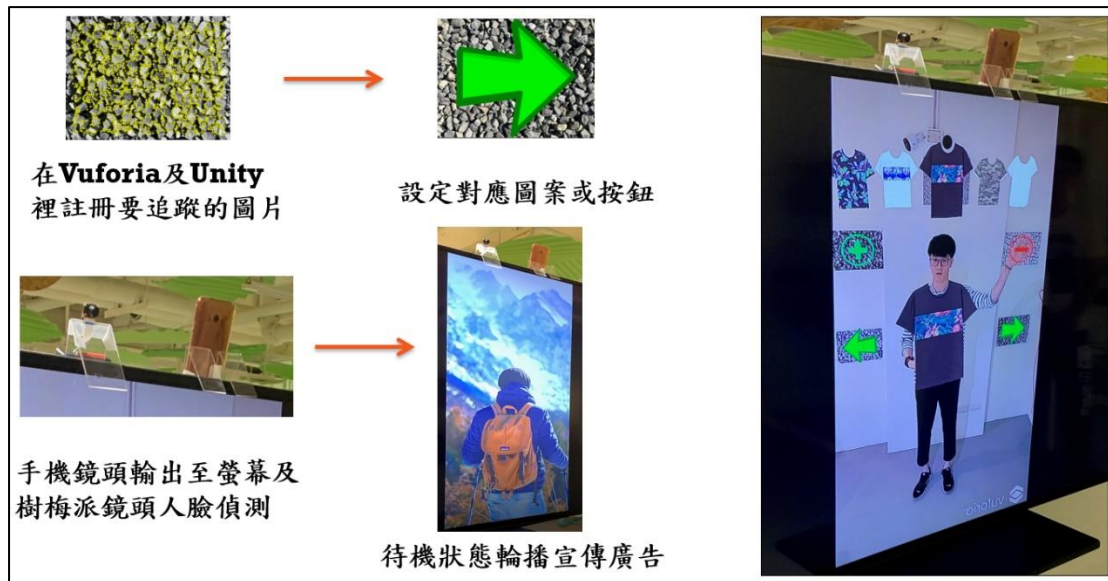 在Vuforia及Unity
裡註冊要追蹤的圖片
設定對應圖案或按鈕
手機鏡頭輸出至螢幕及
樹梅派鏡頭人臉偵測
待機狀態輪播宣傳廣告
vuforia